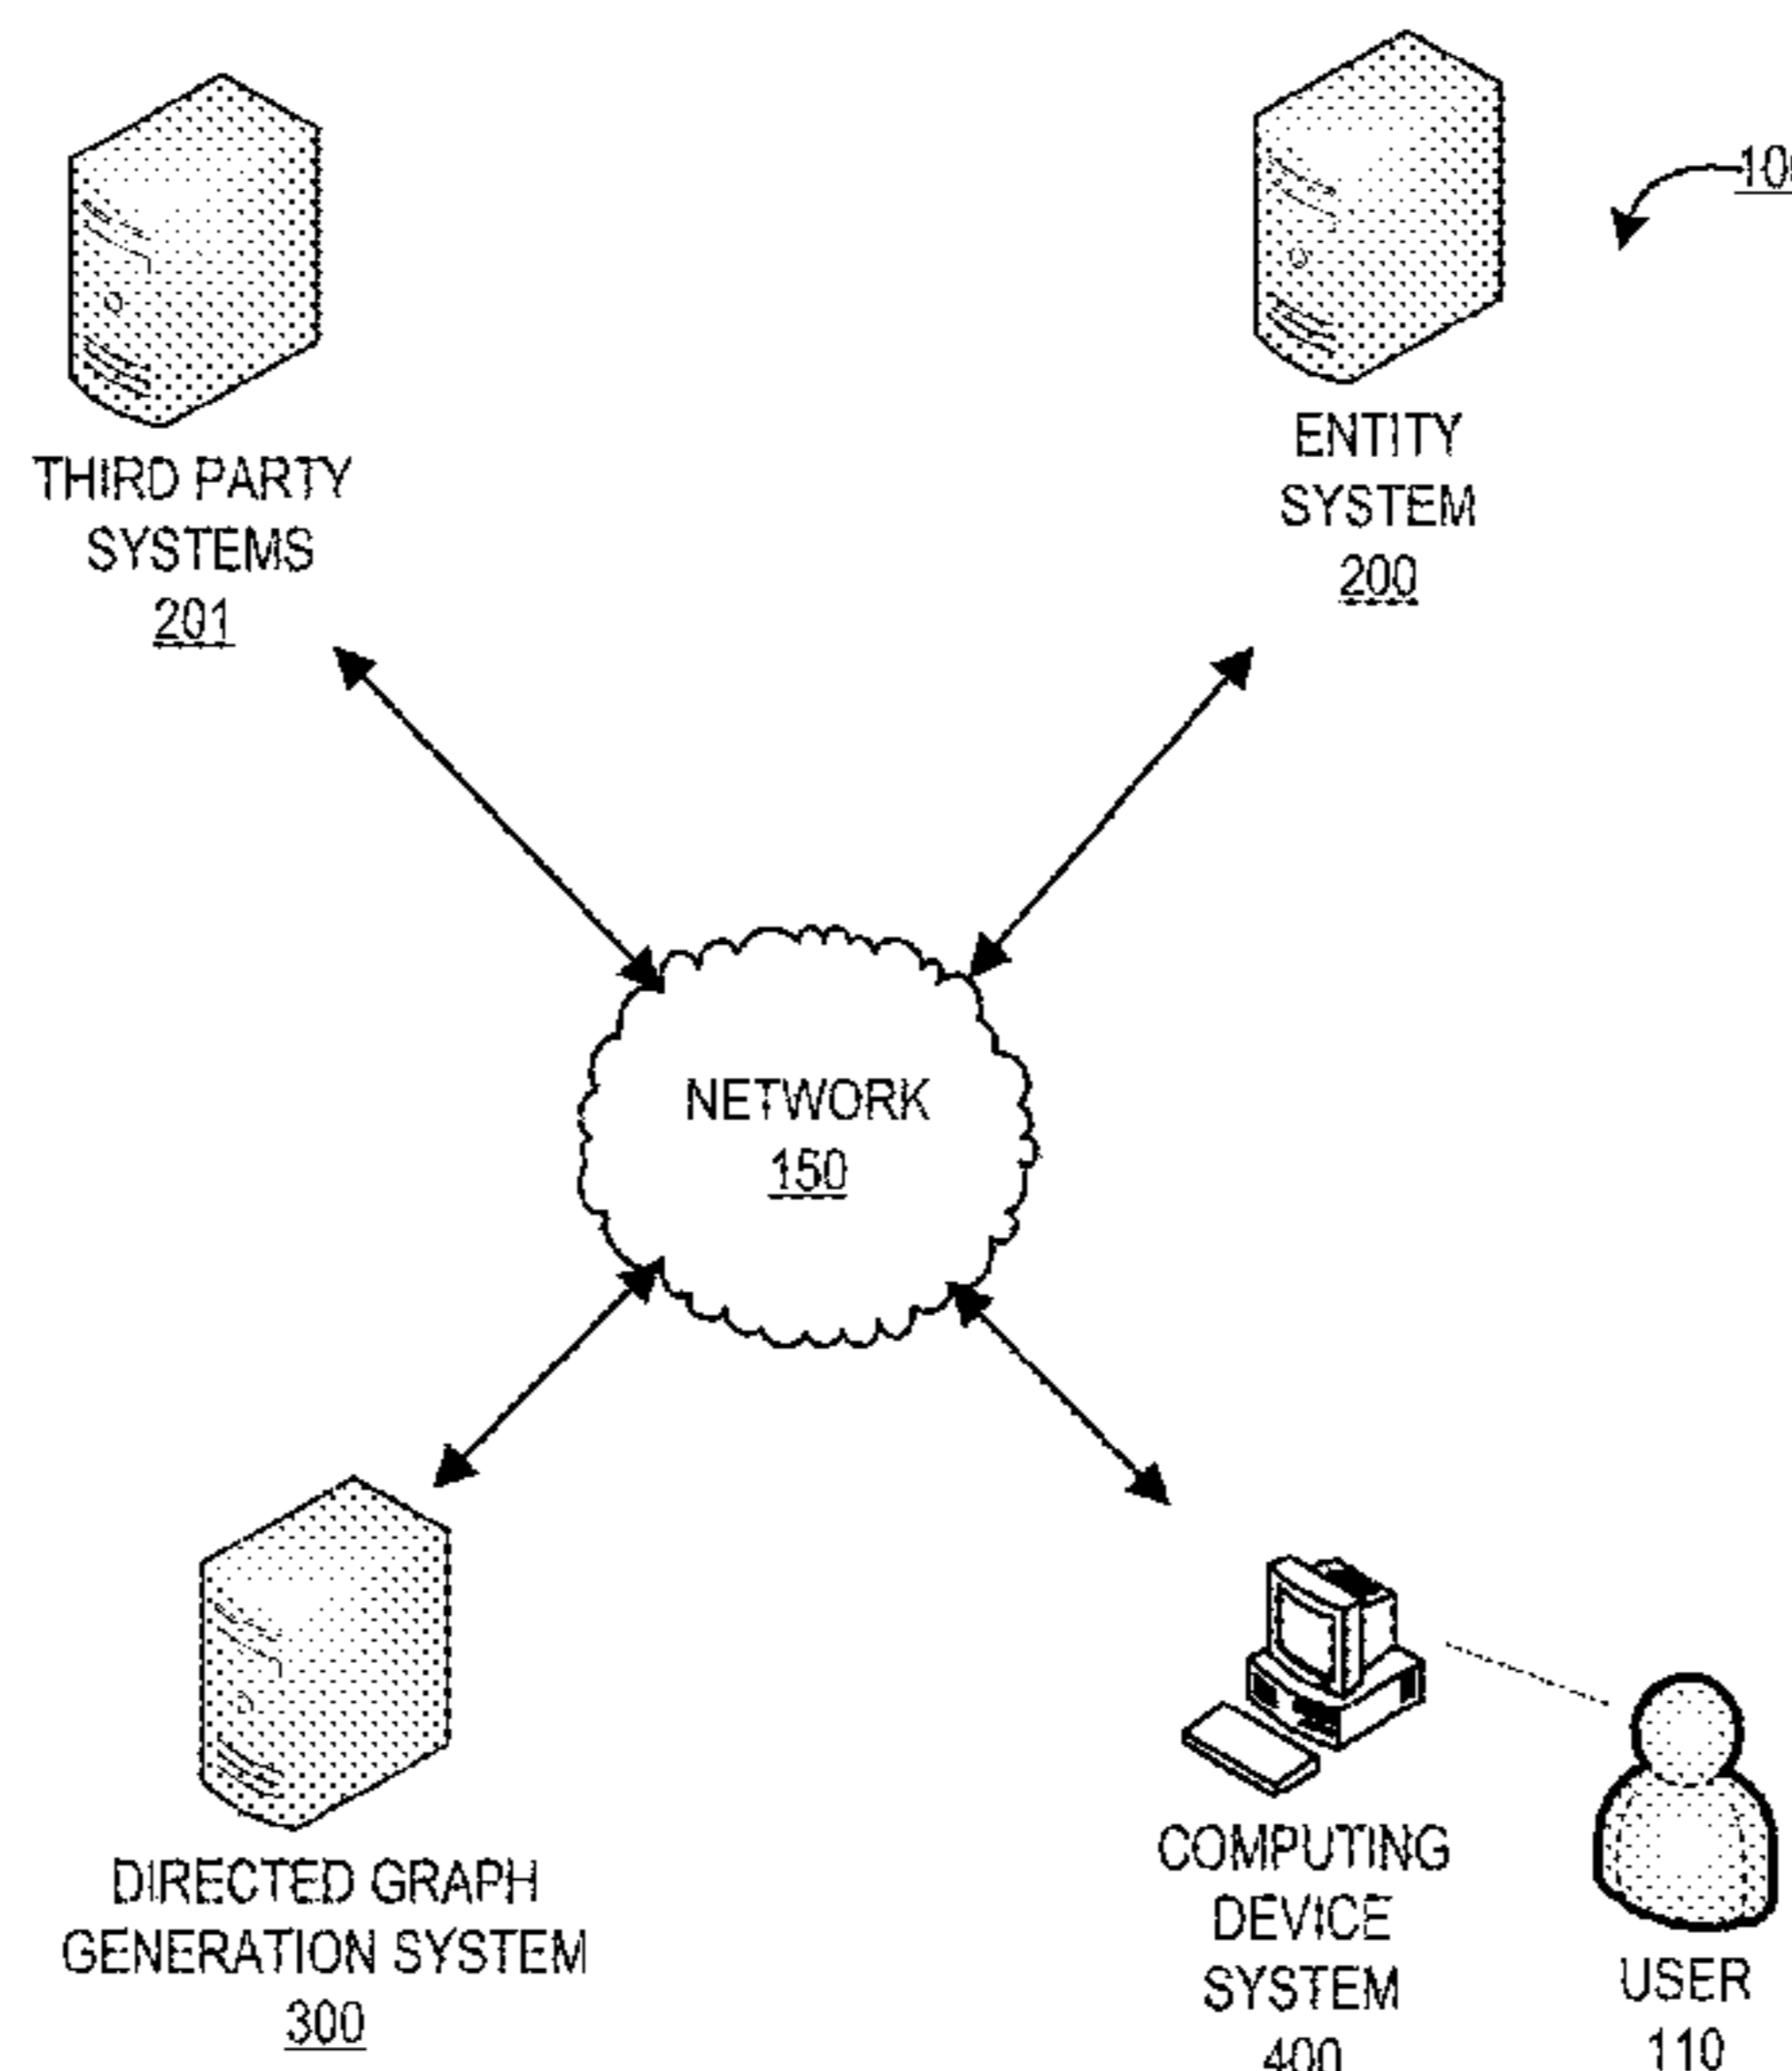 THIRD PARTY
SYSTEMS
201
ENTITY
SYSTEM
200
NETWORK
150
DIRECTED GRAPH
GENERATION SYSTEM
300
COMPUTING
DEVICE
SYSTEM
400
USER
110